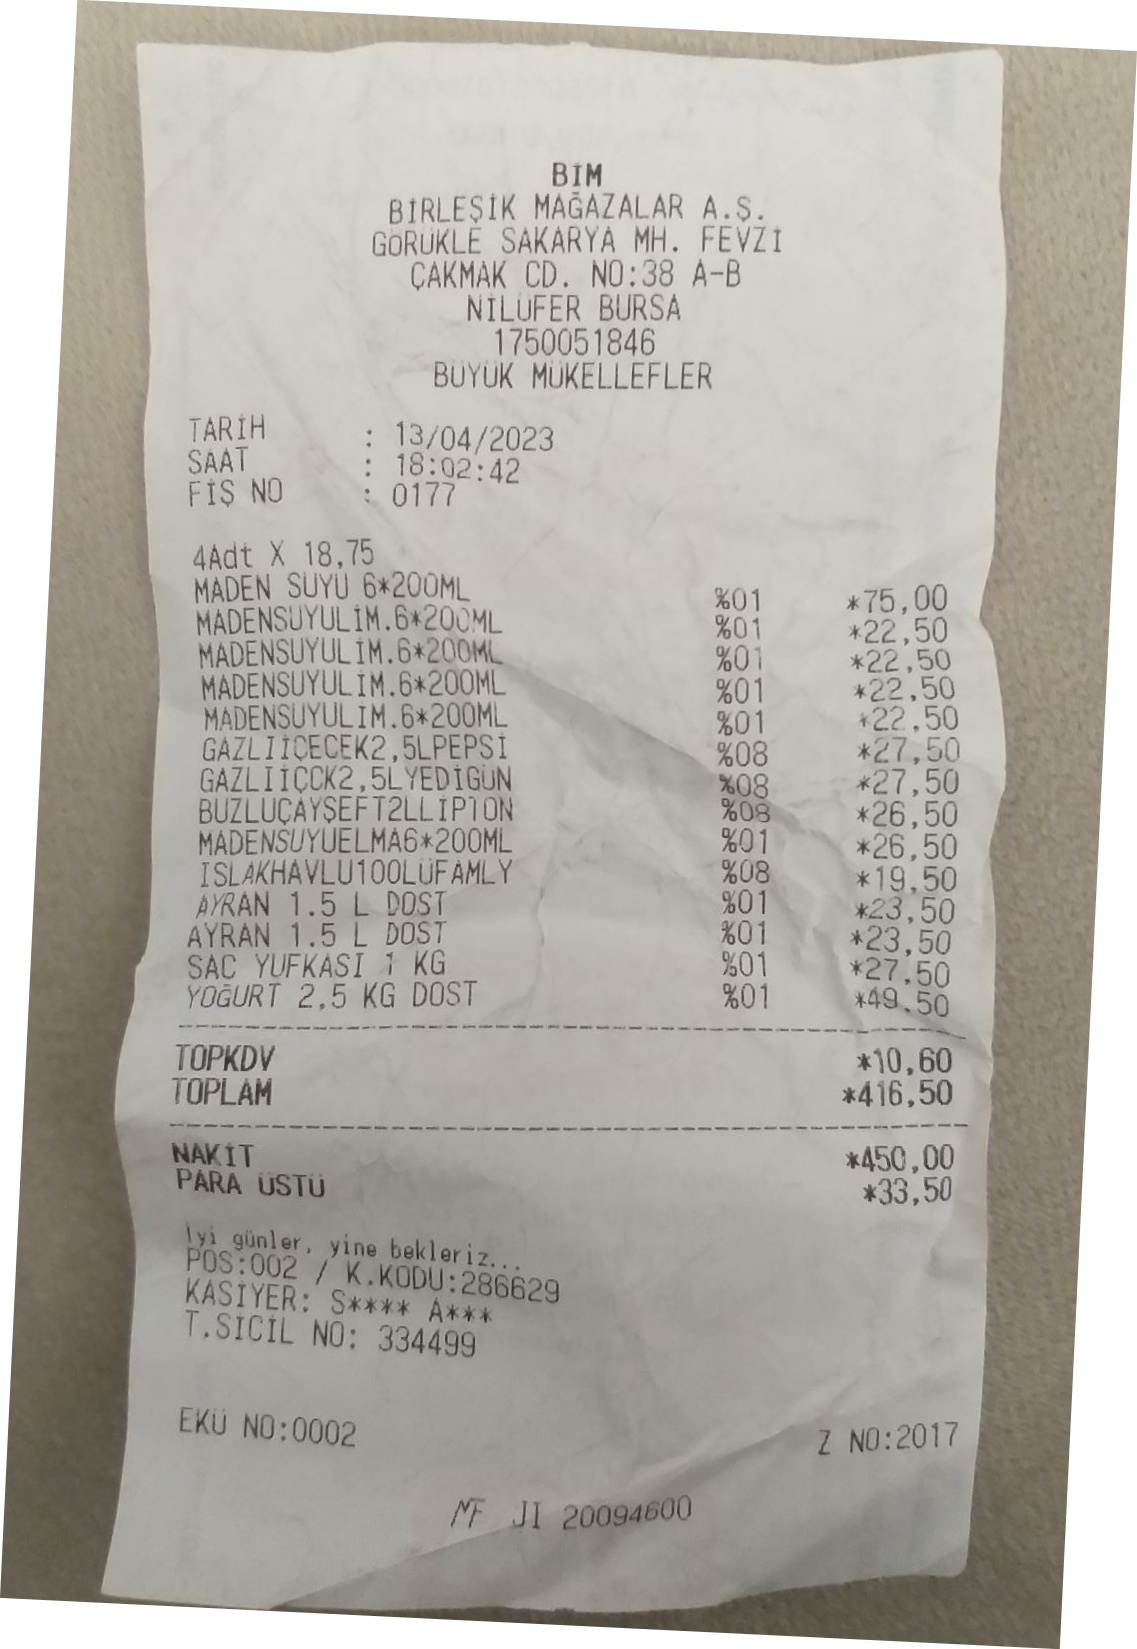 BİM
BİRLEŞİK MAĞAZALAR A.Ş.
GÖRÜKLE SAKARYA MH. FEVZİ
ÇAKMAK CD. NO:38 A-B
NİLÜFER BURSA
1750051846
BÜYÜK MÜKELLEFLER
TARİH : 13/04/2023
SAAT : 18:02:42
FİŞ NO : 0177
4Adt X 18,75
MADEN SUYU 6*200ML %01 *75,00
MADENSUYULİM.6*200ML %01 *22,50
MADENSUYULİM.6*200ML %01 *22,50
MADENSUYULİM.6*200ML %01 *22,50
MADENSUYULİM.6*200ML %01 *22,50
GAZLIİÇECEK2,5LPEPSİ %08 *27,50
GAZLIİÇCK2,5LYEDİGÜN %08 *27,50
BUZLUÇAYŞEFT2LLİPTON %08 *26,50
MADENSUYUELMA6*200ML %01 *26,50
ISLAKHAVLU100LÜFAMLY %08 *19,50
AYRAN 1.5 L DOST %01 *23,50
AYRAN 1.5 L DOST %01 *23,50
SAC YUFKASI 1 KG %01 *27,50
YOĞURT 2,5 KG DOST %01 *49,50
TOPKDV *10,60
TOPLAM *416,50
NAKİT *450,00
PARA ÜSTÜ *33,50
İyi günler, yine bekleriz...
POS:002 / K.KODU:286629
KASİYER: S**** A***
T.SİCİL NO: 334499
EKÜ NO:0002 Z NO:2017
MF JI 20094600